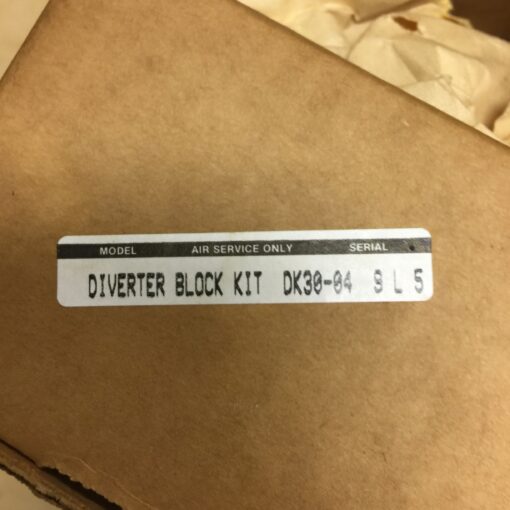 MODEL AIR SERVICE ONLY SERIAL
DIVERTER BLOCK KIT DK30-04 9 L 5